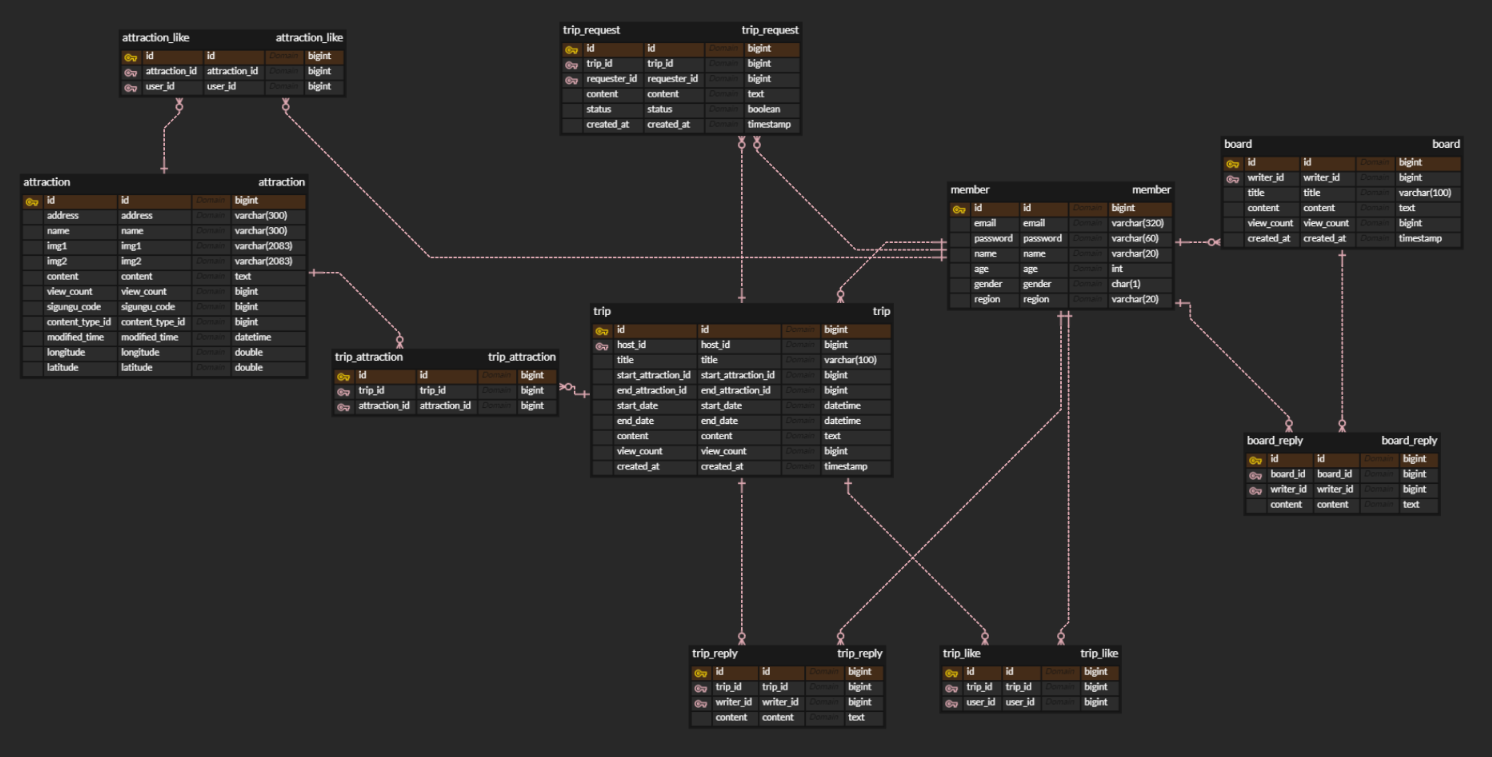 attraction_like attraction_like
id id Domain bigint
attraction_id attraction_id Domain bigint
user_id user_id Domain bigint
trip_request trip_request
id id Domain bigint
trip_id trip_id Domain bigint
requester_id requester_id Domain bigint
content content Domain text
status status Domain boolean
created_at created_at Domain timestamp
board board
id id Domain bigint
writer_id writer_id Domain bigint
title title Domain varchar(100)
content content Domain text
view_count view_count Domain bigint
created_at created_at Domain timestamp
attraction attraction
id id Domain bigint
address address Domain varchar(300)
name name Domain varchar(300)
img1 img1 Domain varchar(2083)
img2 img2 Domain varchar(2083)
content content Domain text
view_count view_count Domain bigint
sigungu_code sigungu_code Domain bigint
content_type_id content_type_id Domain bigint
modified_time modified_time Domain datetime
longitude longitude Domain double
latitude latitude Domain double
member member
id id Domain bigint
email email Domain varchar(320)
password password Domain varchar(60)
name name Domain varchar(20)
age age Domain int
gender gender Domain char(1)
region region Domain varchar(20)
trip trip
id id Domain bigint
host_id host_id Domain bigint
title title Domain varchar(100)
start_attraction_id start_attraction_id Domain bigint
end_attraction_id end_attraction_id Domain bigint
start_date start_date Domain datetime
end_date end_date Domain datetime
content content Domain text
view_count view_count Domain bigint
created_at created_at Domain timestamp
trip_attraction trip_attraction
id id Domain bigint
trip_id trip_id Domain bigint
attraction_id attraction_id Domain bigint
board_reply board_reply
id id Domain bigint
board_id board_id Domain bigint
writer_id writer_id Domain bigint
content content Domain text
trip_reply trip_reply
id id Domain bigint
trip_id trip_id Domain bigint
writer_id writer_id Domain bigint
content content Domain text
trip_like trip_like
id id Domain bigint
trip_id trip_id Domain bigint
user_id user_id Domain bigint